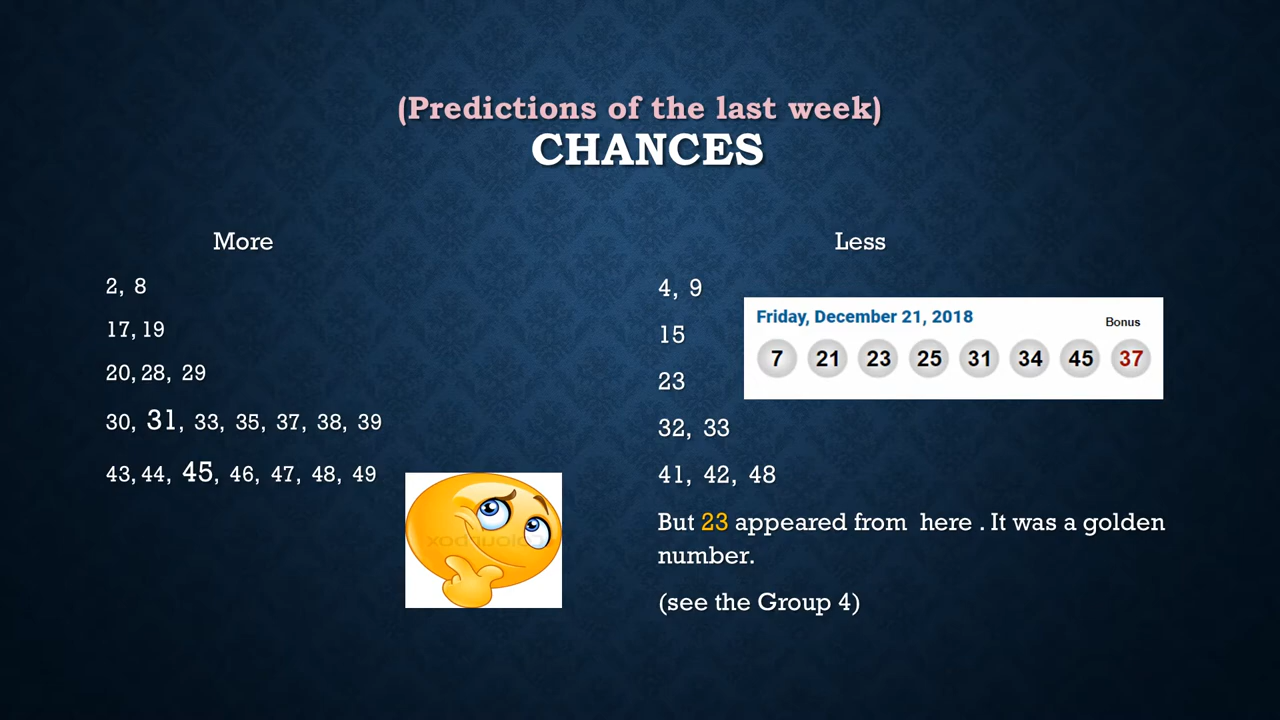 (Predictions of the last week)
CHANCES
More
2, 8
17, 19
20, 28, 29
30, 31, 33, 35, 37, 38, 39
43, 44, 45, 46, 47, 48, 49
Less
4, 9
15
23
32, 33
41, 42, 48
But 23 appeared from here . It was a golden
number.
(see the Group 4)
Friday, December 21, 2018
Bonus
7 21 23 25 31 34 45 37
colourbox